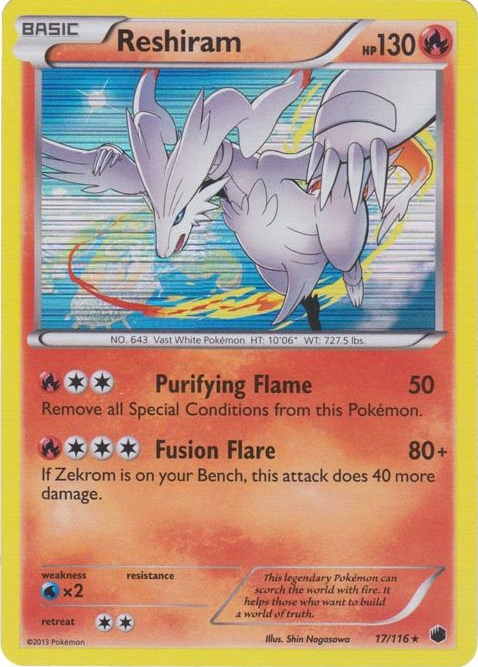 BASIC
Reshiram
HP130
NO. 643 Vast White Pokémon HT: 10'06" WT: 727.5 lbs.
Purifying Flame 50
Remove all Special Conditions from this Pokémon.
Fusion Flare 80+
If Zekrom is on your Bench, this attack does 40 more
damage.
weakness resistance
×2
retreat
This legendary Pokémon can
scorch the world with fire. It
helps those who want to build
a world of truth.
©2013 Pokémon
Illus. Shin Nagasawa
17/116 ★